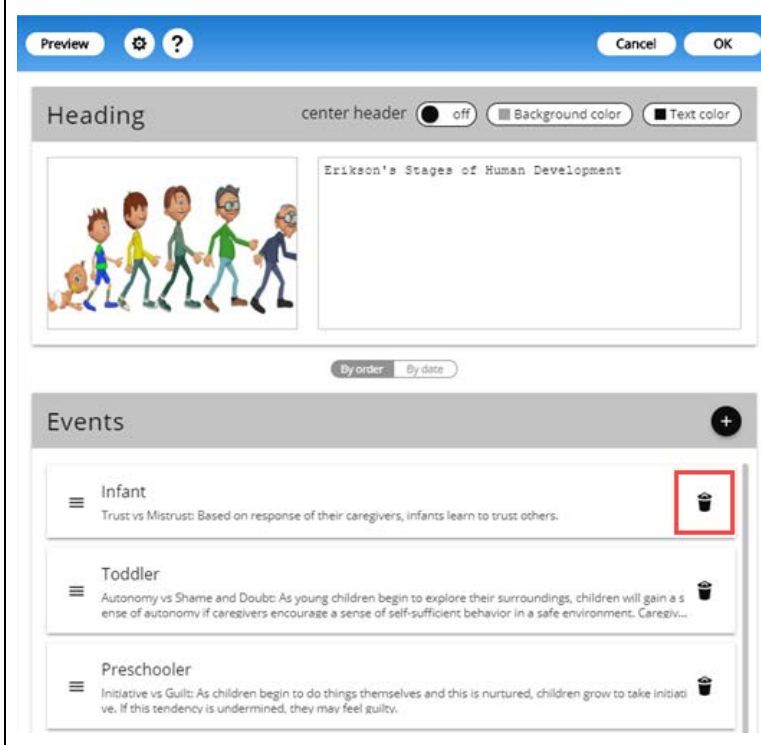 Preview ? Cancel OK
Heading center header off Background color Text color
Erikson's Stages of Human Development
By order By date
Events +
Infant
Trust vs Mistrust: Based on response of their caregivers, infants learn to trust others.
Toddler
Autonomy vs Shame and Doubt: As young children begin to explore their surroundings, children will gain a s
ense of autonomy if caregivers encourage a sense of self-sufficient behavior in a safe environment. Caregiv...
Preschooler
Initiative vs Guilt: As children begin to do things themselves and this is nurtured, children grow to take initiati
ve. If this tendency is undermined, they may feel guilty.